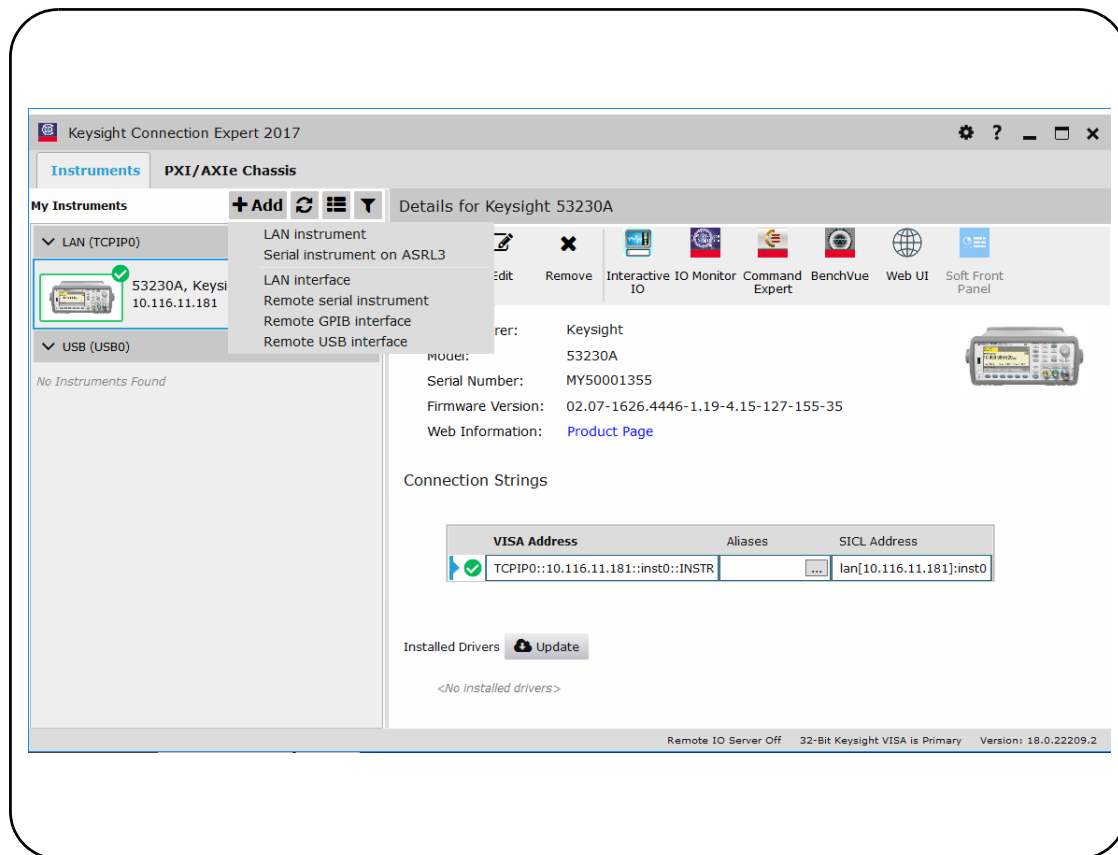 Keysight Connection Expert 2017
Instruments PXI/AXIe Chassis
My Instruments
Add
Details for Keysight 53230A
LAN (TCPIP0)
53230A, Keysi
10.116.11.181
USB (USB0)
No Instruments Found
LAN instrument
Serial instrument on ASRL3
LAN interface
Remote serial instrument
Remote GPIB interface
Remote USB interface
Edit
Remove
Interactive IO
IO Monitor
Command Expert
BenchVue
Web UI
Soft Front Panel
rer: Keysight
Model: 53230A
Serial Number: MY50001355
Firmware Version: 02.07-1626.4446-1.19-4.15-127-155-35
Web Information: Product Page
Connection Strings
VISA Address Aliases SICL Address
TCPIP0::10.116.11.181::inst0::INSTR ... lan[10.116.11.181]:inst0
Installed Drivers Update
<No installed drivers>
Remote IO Server Off 32-Bit Keysight VISA is Primary Version: 18.0.22209.2